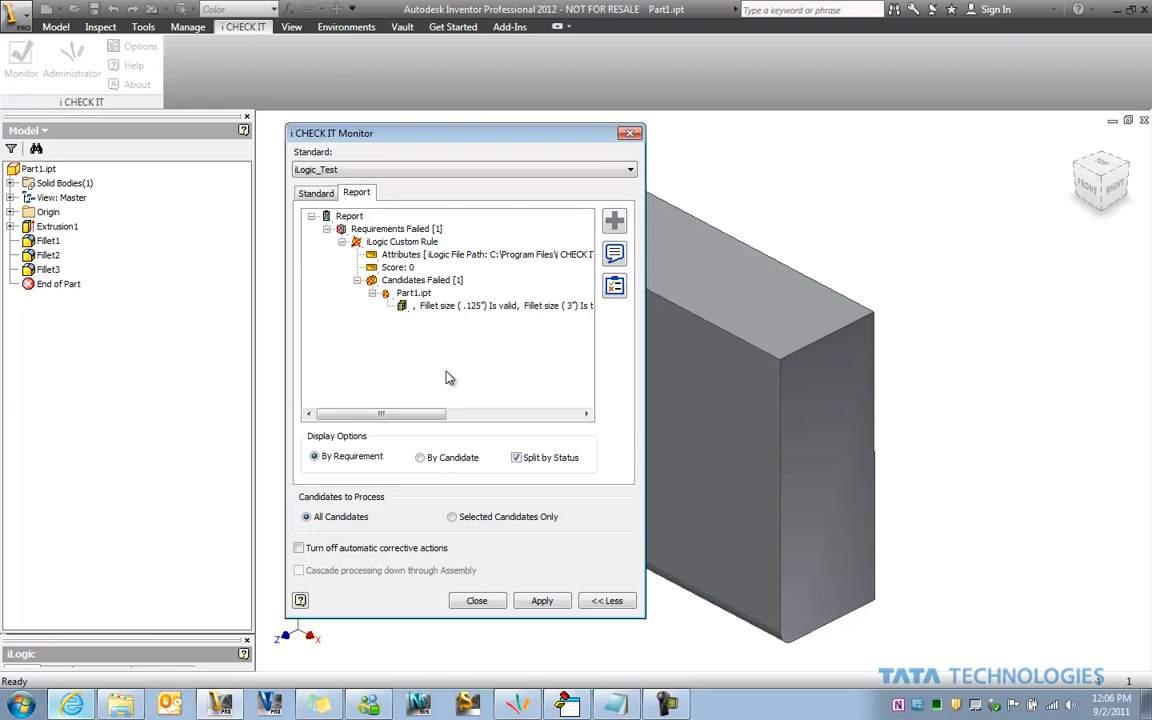 Color
Autodesk Inventor Professional 2012 - NOT FOR RESALE   Part1.ipt
Type a keyword or phrase
Sign In
PRO
Model
Inspect
Tools
Manage
i CHECK IT
View
Environments
Vault
Get Started
Add-Ins
Monitor
Administrator
Options
Help
About
i CHECK IT
Model
Part1.ipt
Solid Bodies(1)
View: Master
Origin
Extrusion1
Fillet1
Fillet2
Fillet3
End of Part
i CHECK IT Monitor
Standard:
iLogic_Test
Standard
Report
Report
Requirements Failed [1]
iLogic Custom Rule
Attributes [ iLogic File Path: C:\Program Files\i CHECK IT
Score: 0
Candidates Failed [1]
Part1.ipt
, Fillet size ( .125") Is valid, Fillet size ( 3") Is t
Display Options
By Requirement
By Candidate
Split by Status
Candidates to Process
All Candidates
Selected Candidates Only
Turn off automatic corrective actions
Cascade processing down through Assembly
Close
Apply
<< Less
TOP
FRONT
RIGHT
Z
X
iLogic
TATA TECHNOLOGIES
Ready
1
1
12:06 PM
9/2/2011